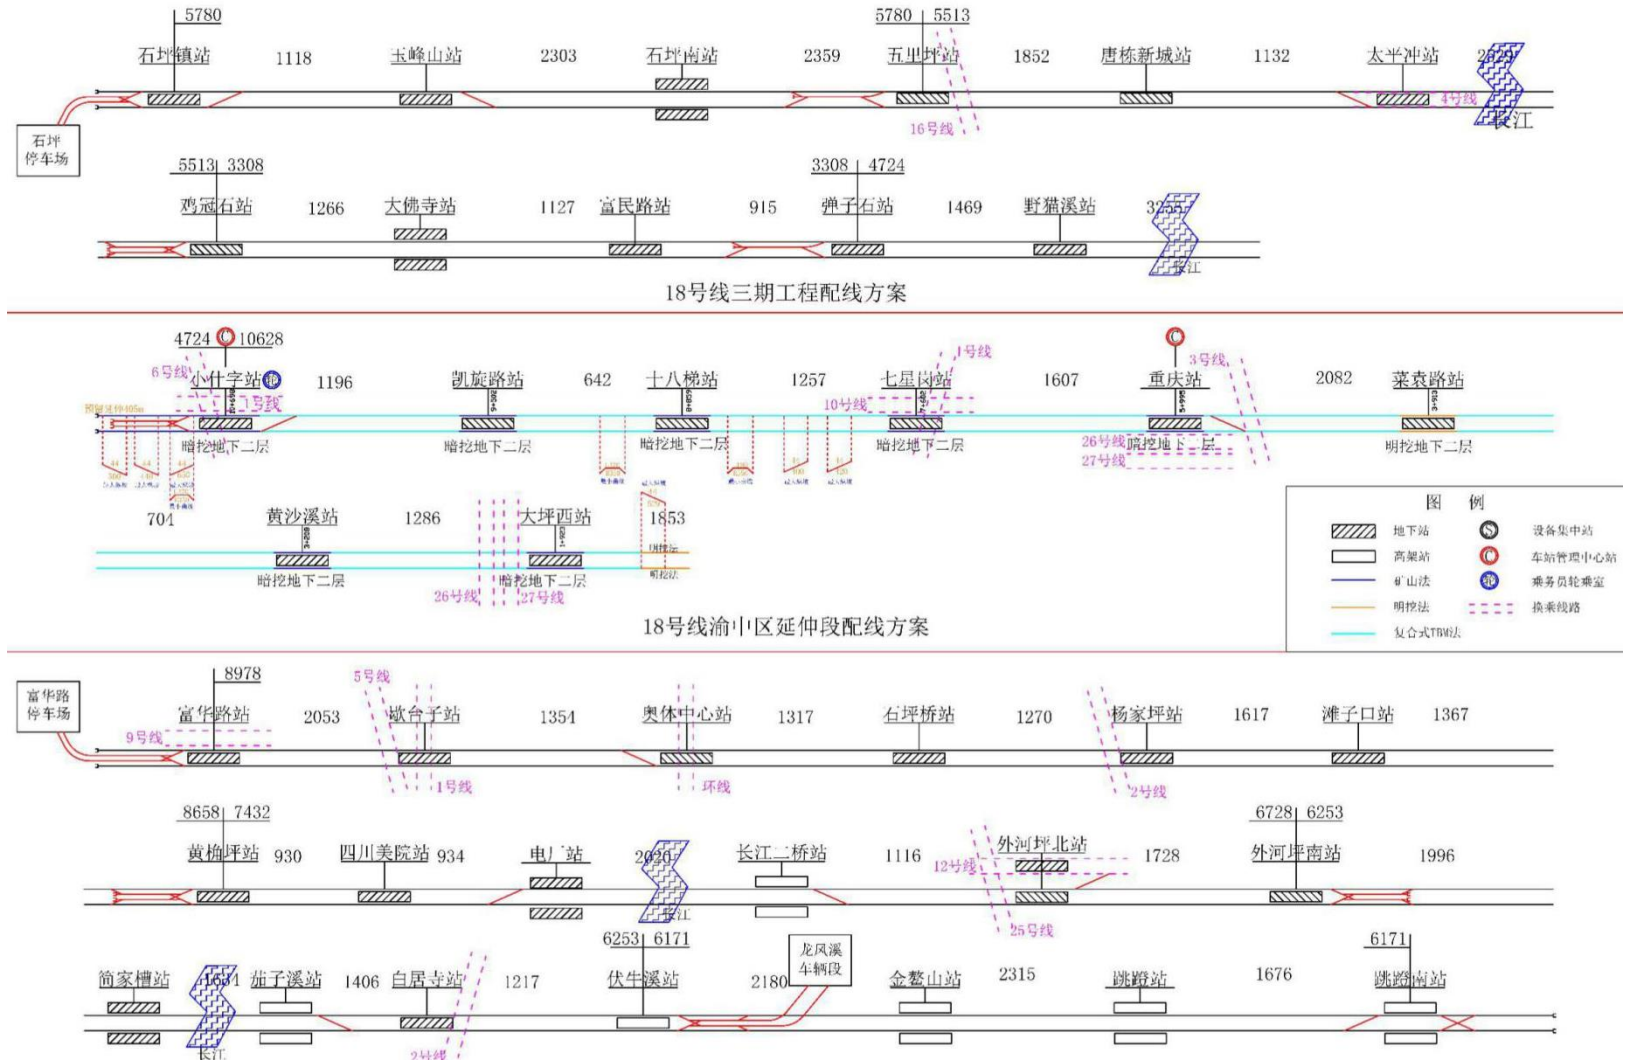 5780
5780 5513
石坪镇站 1118 玉峰山站 2303 石坪南站 2359 五里坪站 1852 唐栋新城站 1132 太平冲站
4号线
16号线
长江
石坪
停车场
5513 3308
3308 4724
鸡冠石站 1266 大佛寺站 1127 富民路站 915 弹子石站 1469 野猫溪站
长江
18号线三期工程配线方案
4724 C 10628
C
6号线
1号线
3号线
小什字站 1196 凯旋路站 642 十八梯站 1257 七星岗站 1607 重庆站 2082 菜袁路站
1号线
10号线
暗挖地下二层 暗挖地下二层 暗挖地下二层 暗挖地下二层 暗挖地下二层 明挖地下二层
26号线
27号线
704 黄沙溪站 1286 大坪西站 1853
明挖法
暗挖地下二层 暗挖地下二层 明挖法
26号线 27号线
18号线渝中区延伸段配线方案
图 例
地下站 S 设备集中站
高架站 C 车站管理中心站
矿山法 乘务员轮乘室
明挖法 换乘线路
复合式TBM法
富华路
停车场
8978
5号线
富华路站 2053 歇台子站 1354 奥体中心站 1317 石坪桥站 1270 杨家坪站 1617 滩子口站 1367
9号线
1号线 环线 2号线
8658 7432
6728 6253
黄桷坪站 930 四川美院站 934 电厂站 2020 长江二桥站 1116 外河坪北站 1728 外河坪南站 1996
12号线
长江
25号线
6253 6171
龙凤溪
车辆段
6171
简家槽站 茄子溪站 1406 白居寺站 1217 伏牛溪站 2180 金鳌山站 2315 跳蹬站 1676 跳蹬南站
长江
2号线